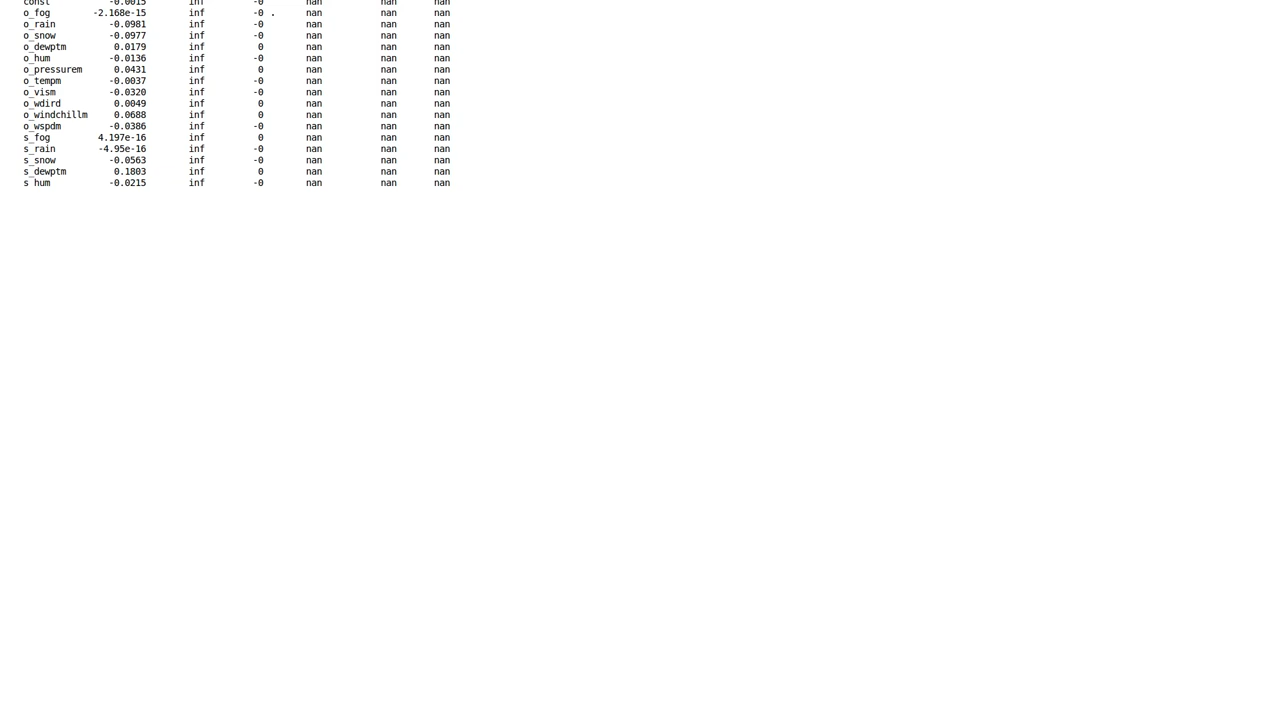 const -0.0015 inf -0 nan nan nan
o_fog -2.168e-15 inf -0 . nan nan nan
o_rain -0.0981 inf -0 nan nan nan
o_snow -0.0977 inf -0 nan nan nan
o_dewptm 0.0179 inf 0 nan nan nan
o_hum -0.0136 inf -0 nan nan nan
o_pressurem 0.0431 inf 0 nan nan nan
o_tempm -0.0037 inf -0 nan nan nan
o_vism -0.0320 inf -0 nan nan nan
o_wdird 0.0049 inf 0 nan nan nan
o_windchillm 0.0688 inf 0 nan nan nan
o_wspdm -0.0386 inf -0 nan nan nan
s_fog 4.197e-16 inf 0 nan nan nan
s_rain -4.95e-16 inf -0 nan nan nan
s_snow -0.0563 inf -0 nan nan nan
s_dewptm 0.1803 inf 0 nan nan nan
s_hum -0.0215 inf -0 nan nan nan